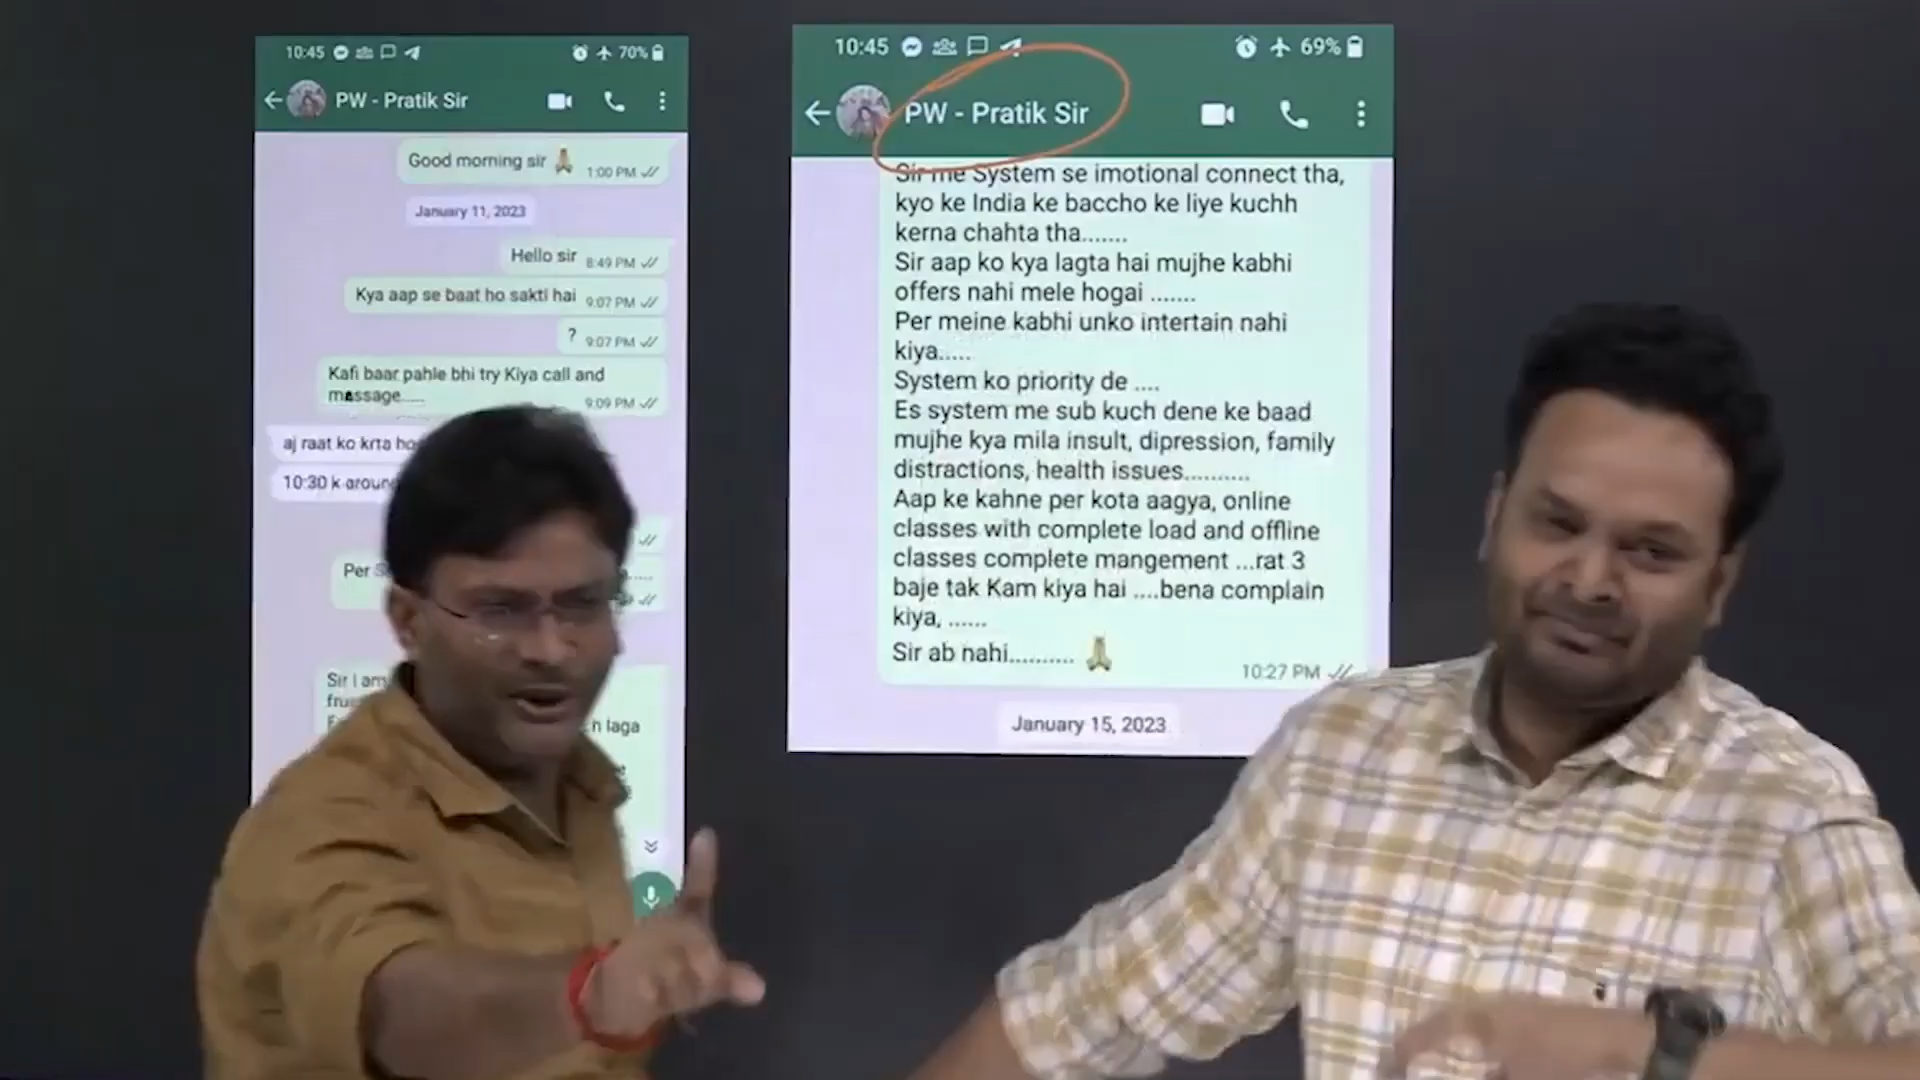 10:45
70%
PW - Pratik Sir
Good morning sir 🙏
1:00 PM
January 11, 2023
Hello sir
8:49 PM
Kya aap se baat ho sakti hai
9:07 PM
?
9:07 PM
Kafi baar pahle bhi try Kiya call and
massage.....
9:09 PM
aj raat ko krta
10:30 k
Per
Sir I am
h laga
10:45
69%
PW - Pratik Sir
Sir me System se imotional connect tha,
kyo ke India ke baccho ke liye kuchh
kerna chahta tha.......
Sir aap ko kya lagta hai mujhe kabhi
offers nahi mele hogai .......
Per meine kabhi unko intertain nahi
kiya.....
System ko priority de ....
Es system me sub kuch dene ke baad
mujhe kya mila insult, dipression, family
distractions, health issues..........
Aap ke kahne per kota aagya, online
classes with complete load and offline
classes complete mangement ...rat 3
baje tak Kam kiya hai ....bena complain
kiya, ......
Sir ab nahi.......... 🙏
10:27 PM
January 15, 2023